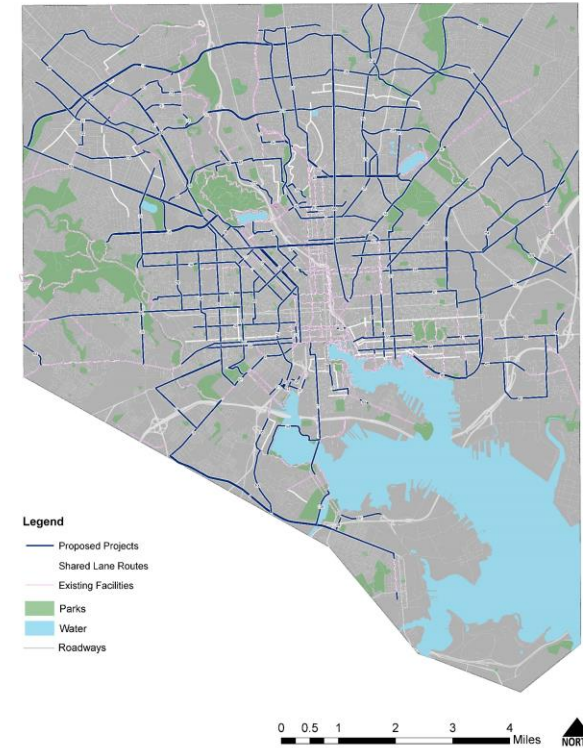 Legend
Proposed Projects
Shared Lane Routes
Existing Facilities
Parks
Water
Roadways
0 0.5 1 2 3 4
Miles
NORTH